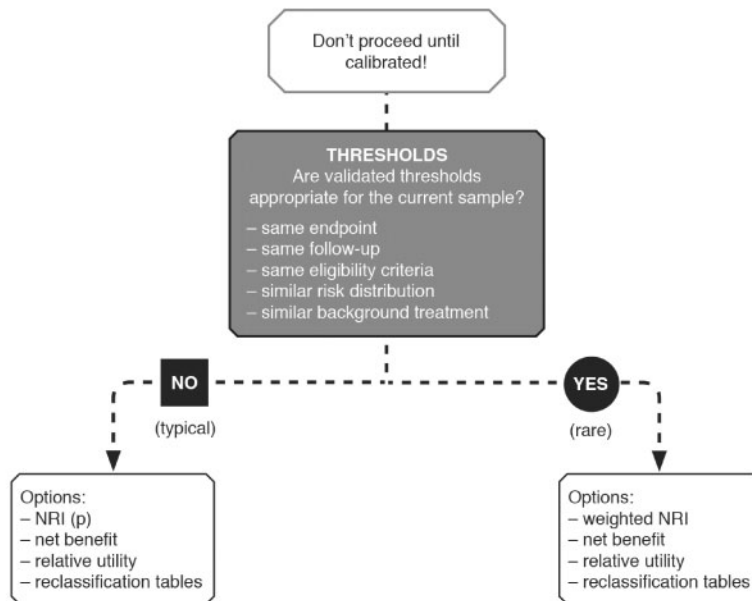 Don't proceed until
calibrated!
THRESHOLDS
Are validated thresholds
appropriate for the current sample?
– same endpoint
– same follow-up
– same eligibility criteria
– similar risk distribution
– similar background treatment
NO
(typical)
YES
(rare)
Options:
– NRI (p)
– net benefit
– relative utility
– reclassification tables
Options:
– weighted NRI
– net benefit
– relative utility
– reclassification tables